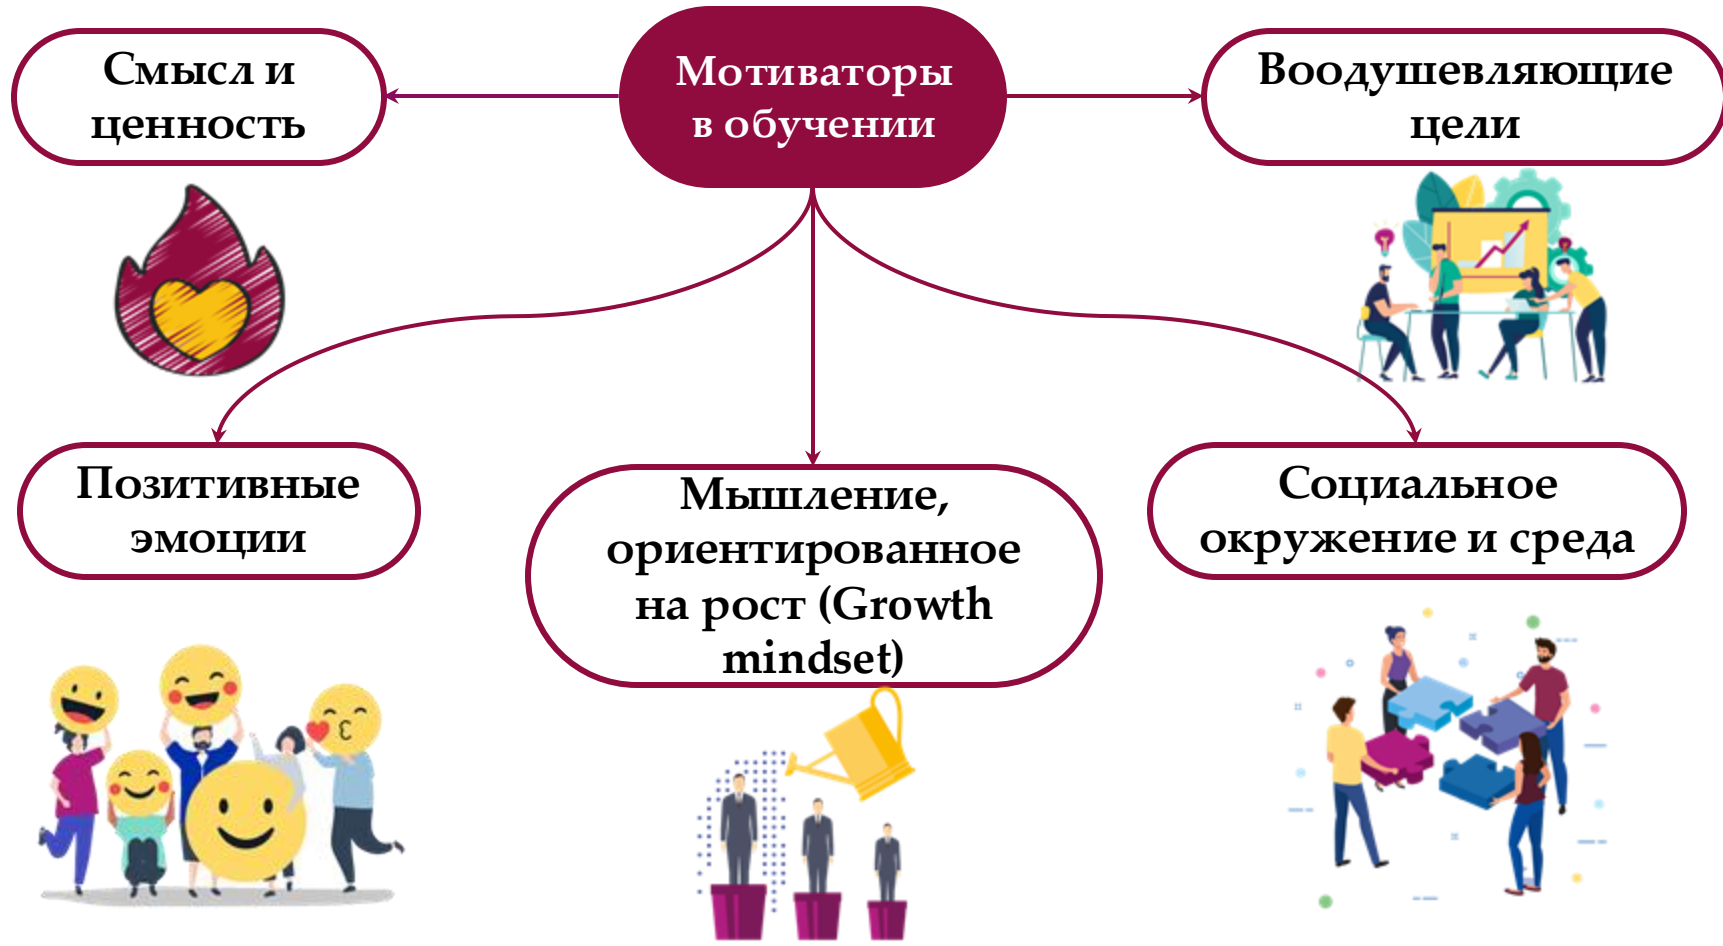 Смысл и
ценность
Мотиваторы
в обучении
Воодушевляющие
цели
Позитивные
эмоции
Мышление,
ориентированное
на рост (Growth
mindset)
Социальное
окружение и среда